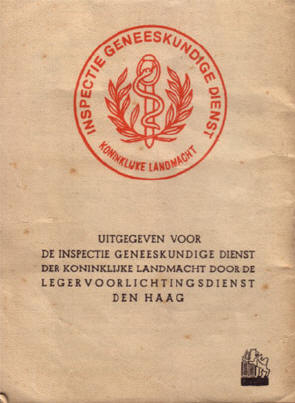 INSPECTIE GENEESKUNDIGE DIENST
KONINKLIJKE LANDMACHT
UITGEGEVEN VOOR
DE INSPECTIE GENEESKUNDIGE DIENST
DER KONINKLIJKE LANDMACHT DOOR DE
LEGERVOORLICHTINGSDIENST
DEN HAAG